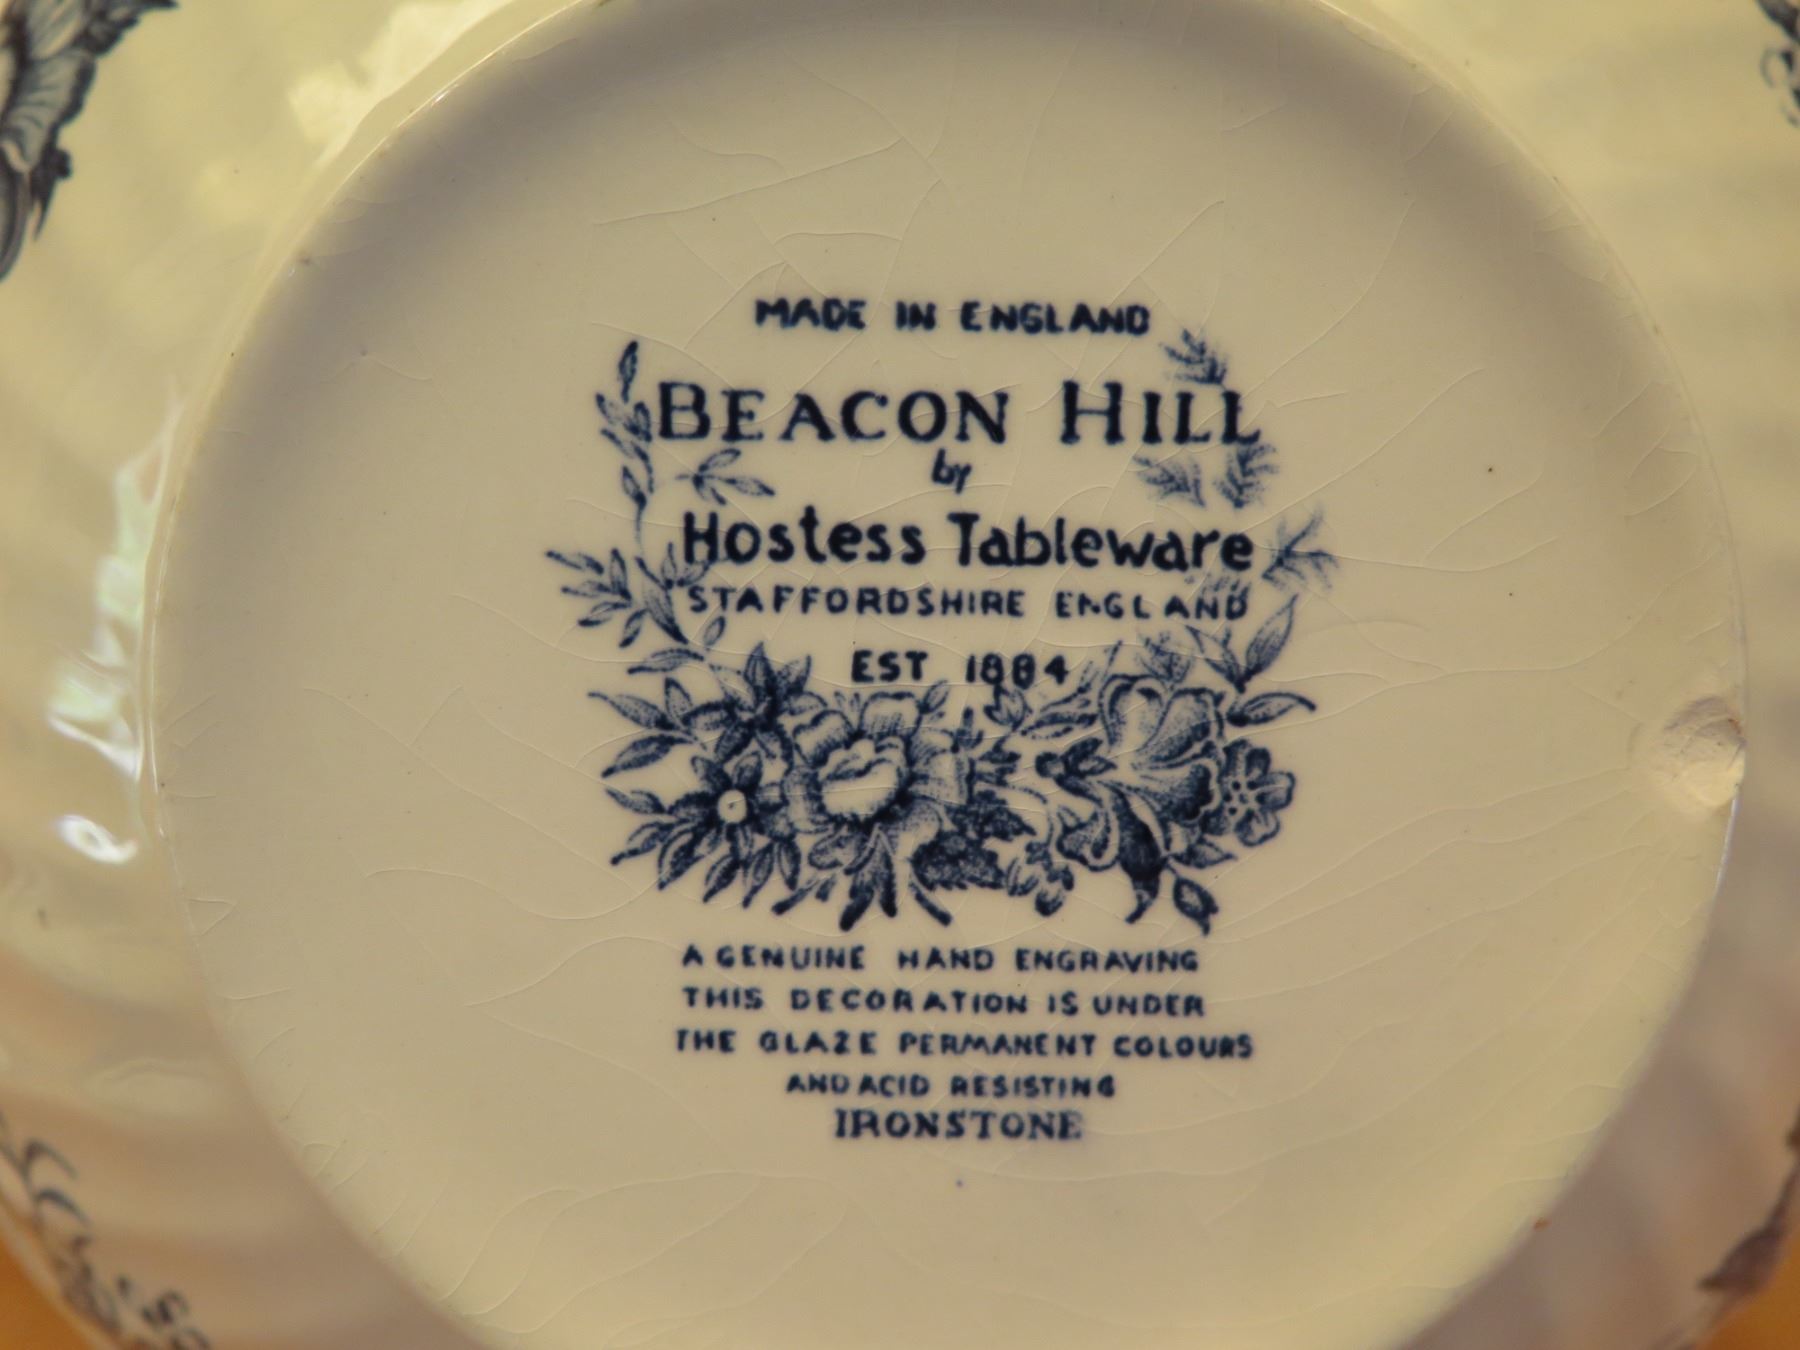 MADE IN ENGLAND
BEACON HILL
by
Hostess Tableware
STAFFORDSHIRE ENGLAND
EST 1884
A GENUINE HAND ENGRAVING
THIS DECORATION IS UNDER
THE GLAZE PERMANENT COLOURS
AND ACID RESISTING
IRONSTONE